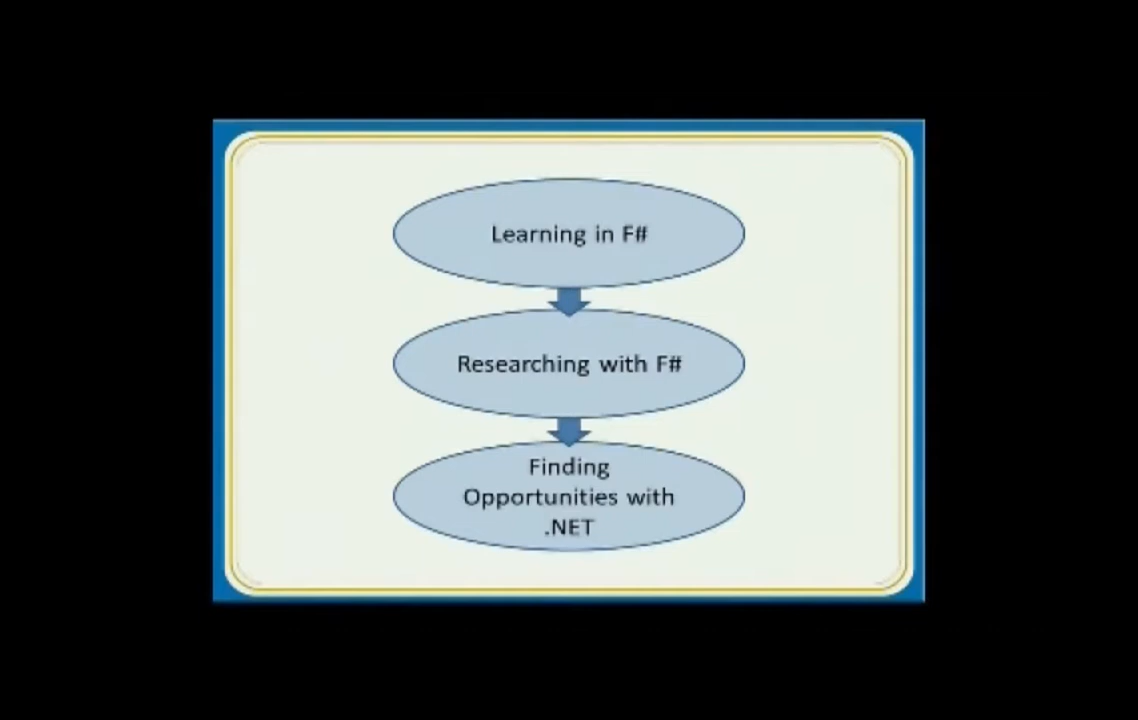 Learning in F#
Researching with F#
Finding
Opportunities with
.NET